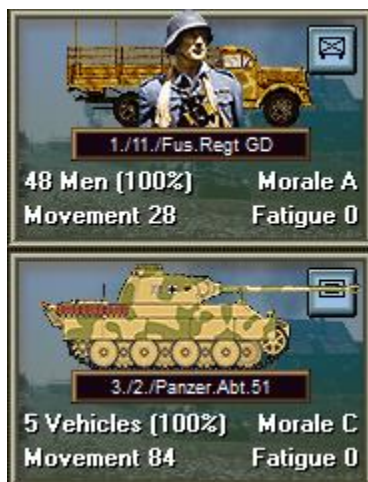 1./11./Fus.Regt GD
48 Men (100%) Morale A
Movement 28 Fatigue 0
3./2./Panzer.Abt.51
5 Vehicles (100%) Morale C
Movement 84 Fatigue 0